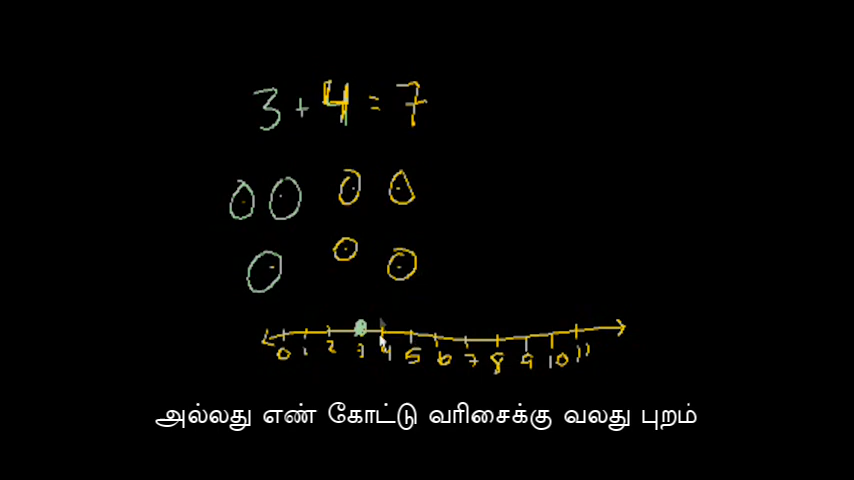 3 + 4 = 7
0 1 2 3 4 5 6 7 8 9 10 11
அல்லது எண் கோட்டு வரிசைக்கு வலது புறம்